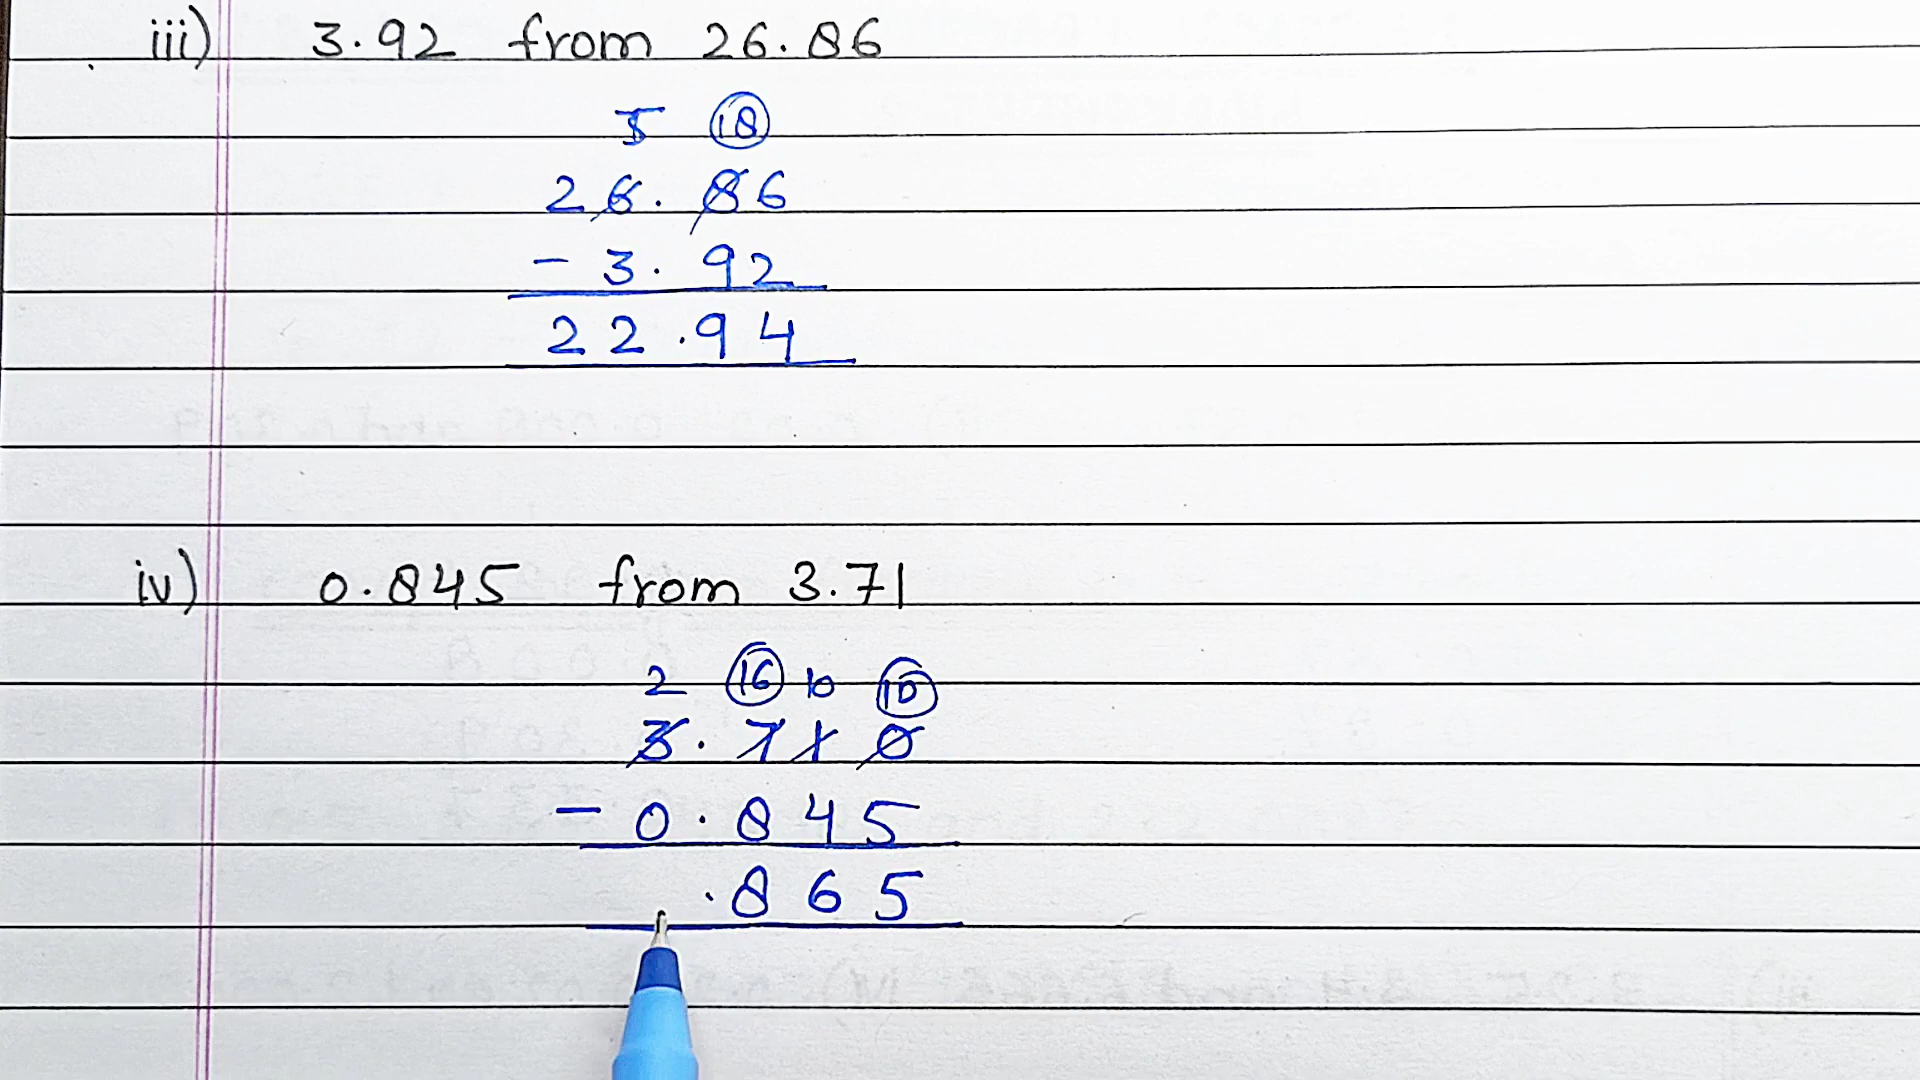 iii) 3.92 from 26.86
5 18
26.86
- 3.92
22.94
iv) 0.845 from 3.71
2 16 10 10
3.710
- 0.845
.865